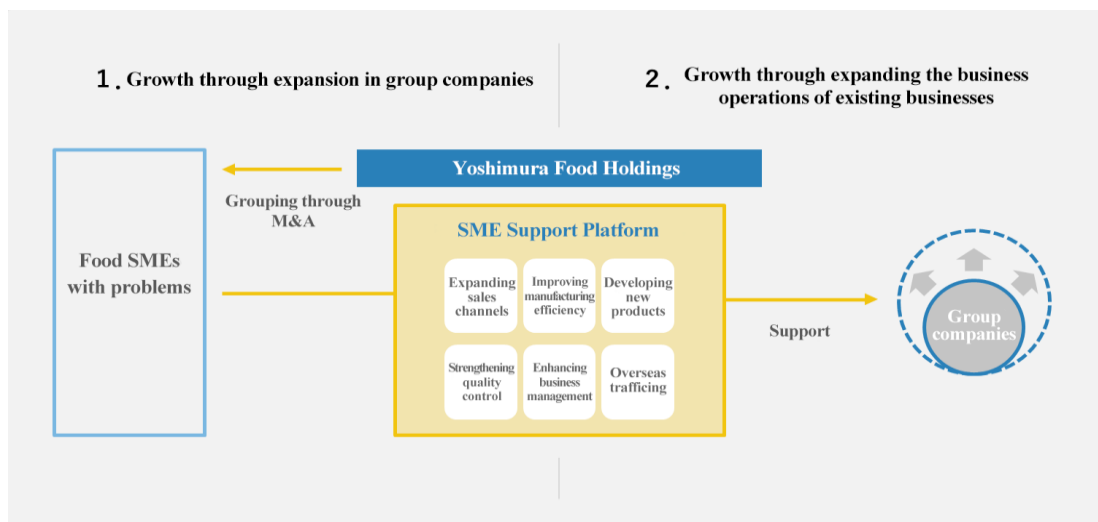 1. Growth through expansion in group companies
2. Growth through expanding the business
operations of existing businesses
Yoshimura Food Holdings
Grouping through
M&A
Food SMEs
with problems
SME Support Platform
Expanding
sales
channels
Improving
manufacturing
efficiency
Developing
new
products
Strengthening
quality
control
Enhancing
business
management
Overseas
trafficing
Support
Group
companies